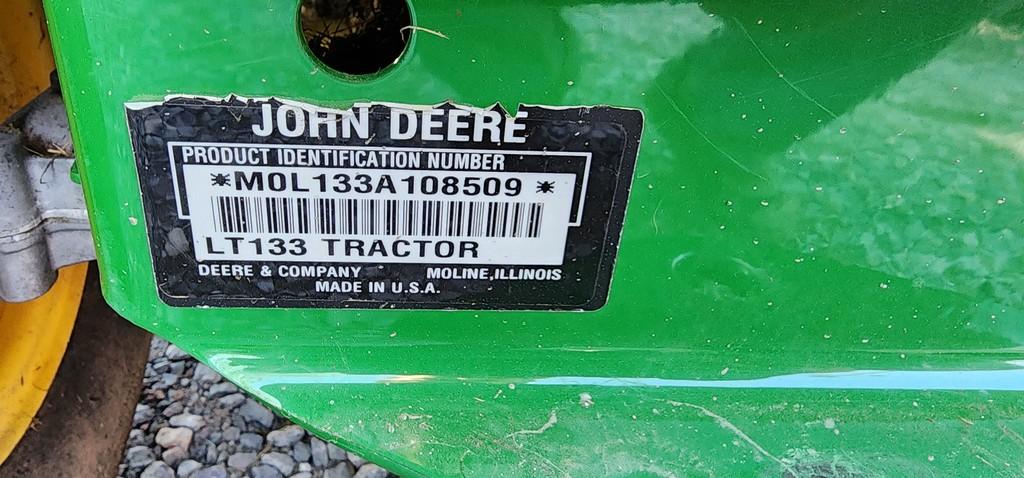 JOHN DEERE
PRODUCT IDENTIFICATION NUMBER
*M0L133A108509 *
LT133 TRACTOR
DEERE & COMPANY MOLINE, ILLINOIS
MADE IN U.S.A.